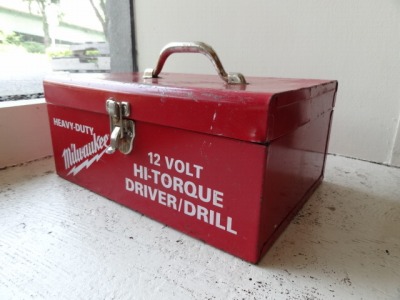 HEAVY-DUTY
Milwaukee
12 VOLT
HI-TORQUE
DRIVER/DRILL